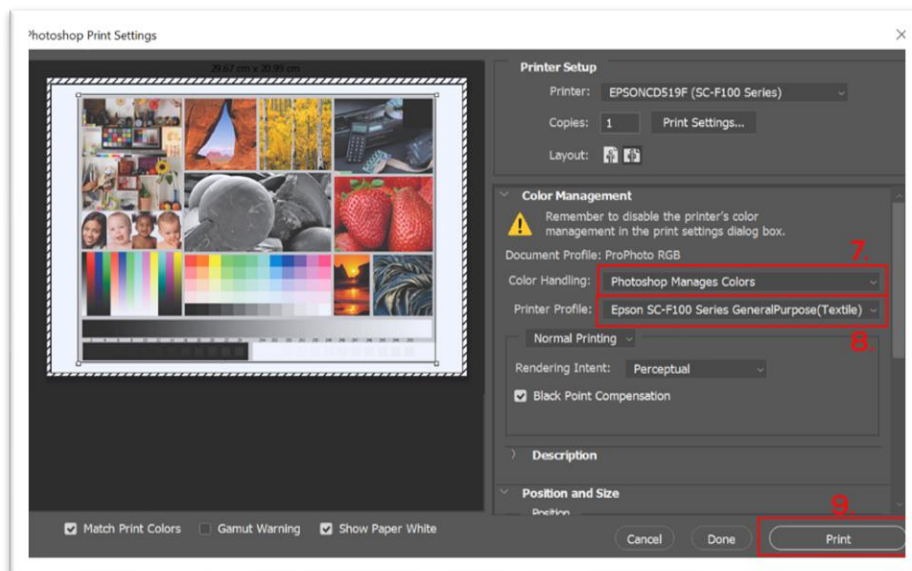 Photoshop Print Settings
29.67 cm x 20.99 cm
Printer Setup
Printer: EPSONCD519F (SC-F100 Series)
Copies: 1 Print Settings...
Layout:
Color Management
Remember to disable the printer's color
management in the print settings dialog box.
Document Profile: ProPhoto RGB
7.
Color Handling: Photoshop Manages Colors
Printer Profile: Epson SC-F100 Series GeneralPurpose(Textile)
8.
Normal Printing
Rendering Intent: Perceptual
Black Point Compensation
Description
Position and Size
Position
9.
Match Print Colors Gamut Warning Show Paper White
Cancel Done Print